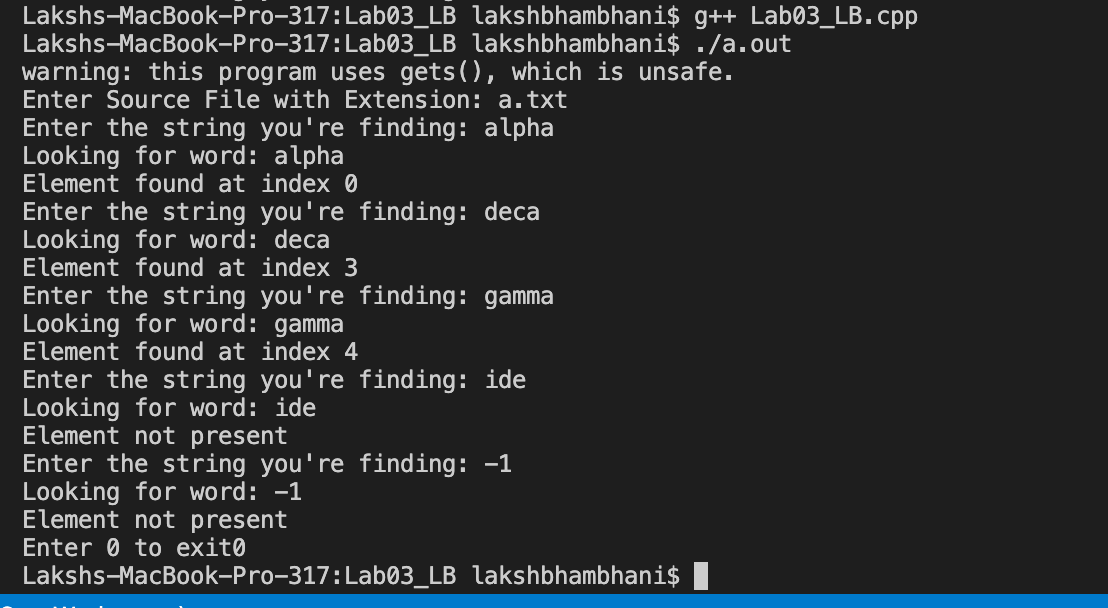 Lakshs-MacBook-Pro-317:Lab03_LB lakshbhambhani$ g++ Lab03_LB.cpp
Lakshs-MacBook-Pro-317:Lab03_LB lakshbhambhani$ ./a.out
warning: this program uses gets(), which is unsafe.
Enter Source File with Extension: a.txt
Enter the string you're finding: alpha
Looking for word: alpha
Element found at index 0
Enter the string you're finding: deca
Looking for word: deca
Element found at index 3
Enter the string you're finding: gamma
Looking for word: gamma
Element found at index 4
Enter the string you're finding: ide
Looking for word: ide
Element not present
Enter the string you're finding: -1
Looking for word: -1
Element not present
Enter 0 to exit0
Lakshs-MacBook-Pro-317:Lab03_LB lakshbhambhani$